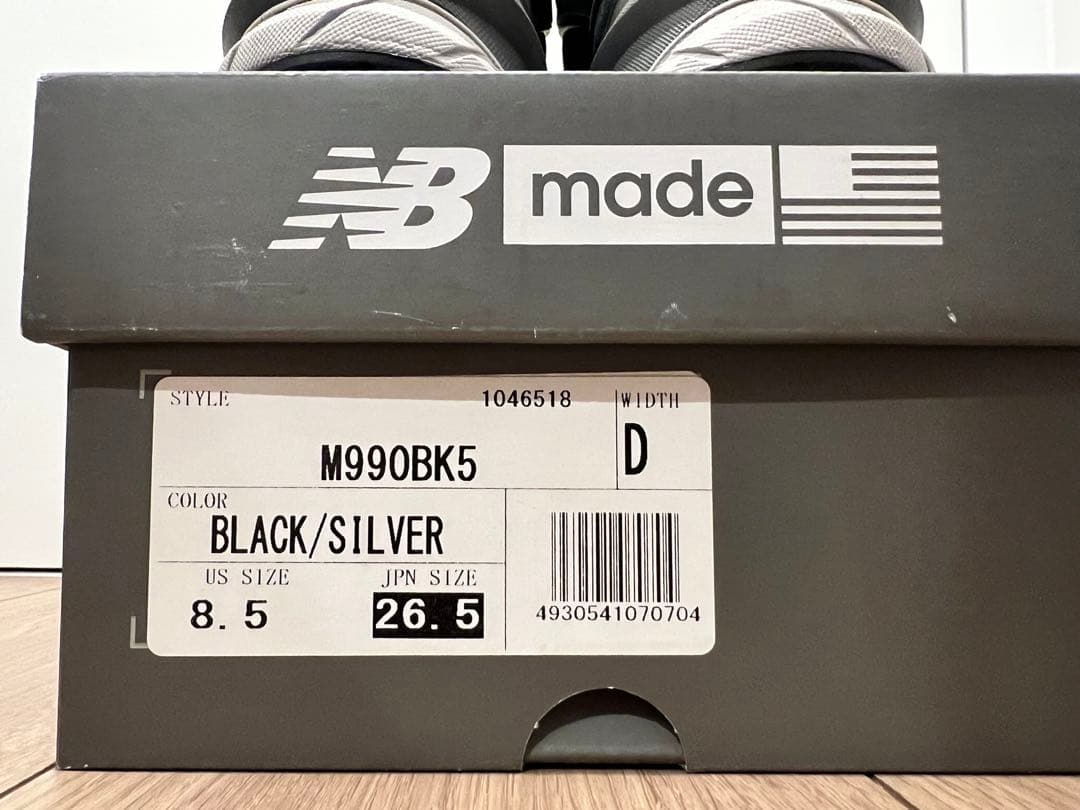 NB made
STYLE 1046518 WIDTH
M990BK5 D
COLOR
BLACK/SILVER
US SIZE JPN SIZE
8.5 26.5
4930541070704